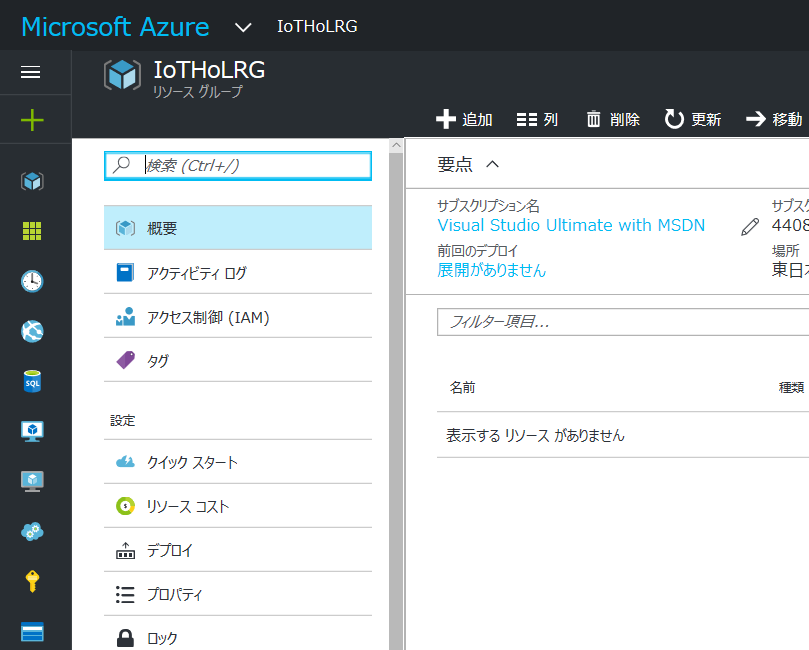 Microsoft Azure IoTHoLRG
IoTHoLRG
リソース グループ
追加 列 削除 更新 移動
検索 (Ctrl+/)
概要
アクティビティ ログ
アクセス制御 (IAM)
タグ
設定
クイック スタート
リソース コスト
デプロイ
プロパティ
ロック
要点
サブスクリプション名
Visual Studio Ultimate with MSDN
前回のデプロイ
展開がありません
サブスク
4408
場所
東日本
フィルター項目...
名前 種類
表示する リソース がありません
SQL